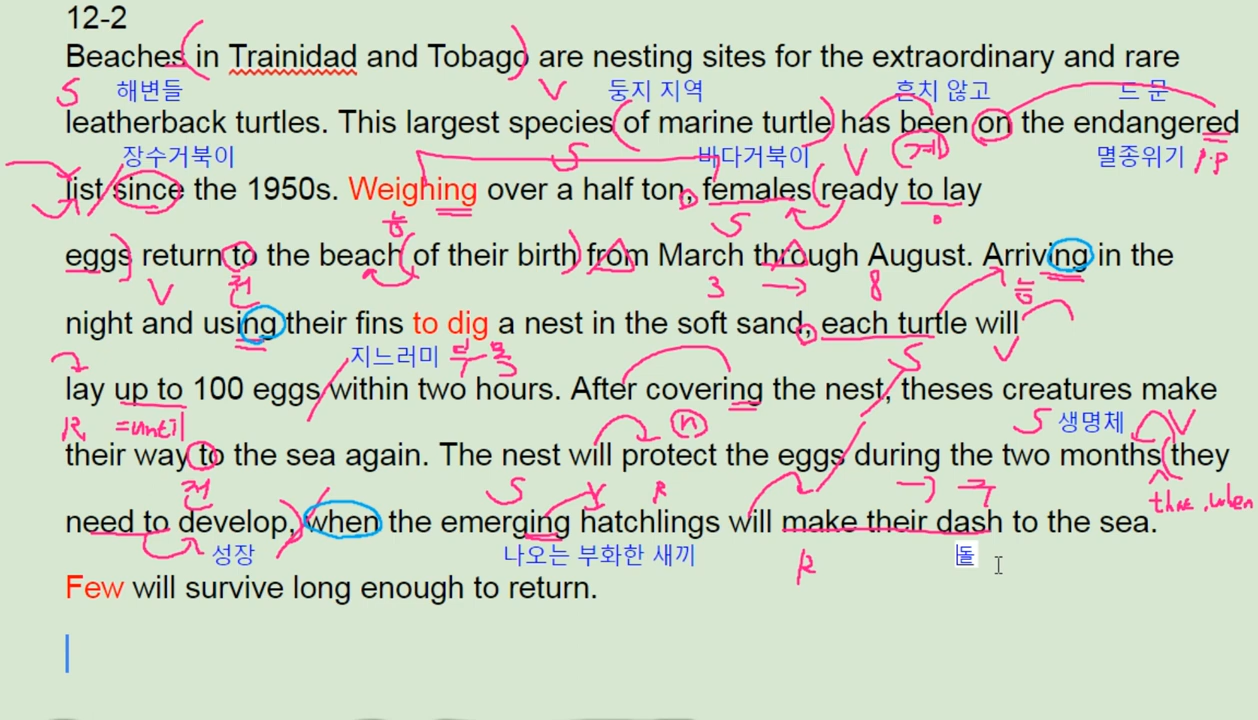 12-2
Beaches in Trainidad and Tobago are nesting sites for the extraordinary and rare
S 해변들 V 둥지 지역 흔치 않고 드 문
leatherback turtles. This largest species of marine turtle has been on the endangered
장수거북이 S 바다거북이 V (계) 멸종위기 p.p
list since the 1950s. Weighing over a half ton, females ready to lay
능 S
eggs return to the beach of their birth from March through August. Arriving in the
V 전 3 → 8 능
night and using their fins to dig a nest in the soft sand, each turtle will
지느러미 투 목 S V
lay up to 100 eggs within two hours. After covering the nest, theses creatures make
R =until n S 생명체 V
their way to the sea again. The nest will protect the eggs during the two months they
전 S V R that, when
need to develop, when the emerging hatchlings will make their dash to the sea.
성장 나오는 부화한 새끼 R 돌
Few will survive long enough to return.